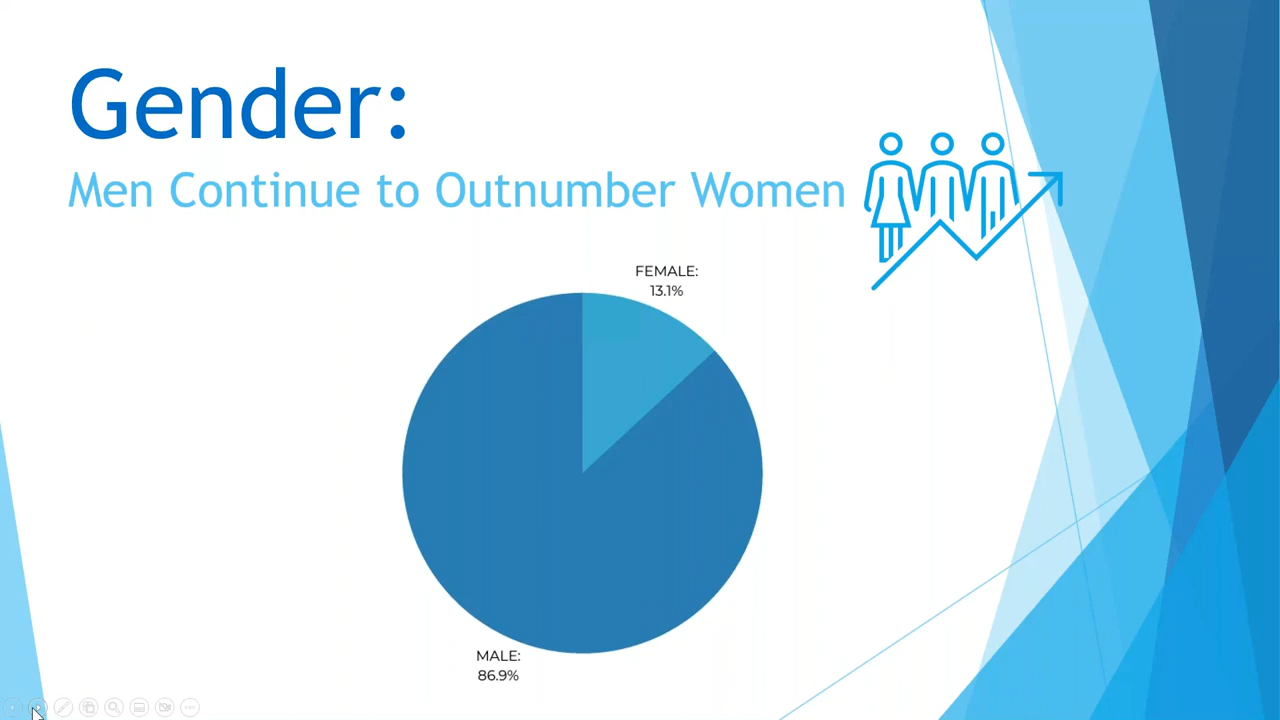 Gender:
Men Continue to Outnumber Women
FEMALE:
13.1%
MALE:
86.9%